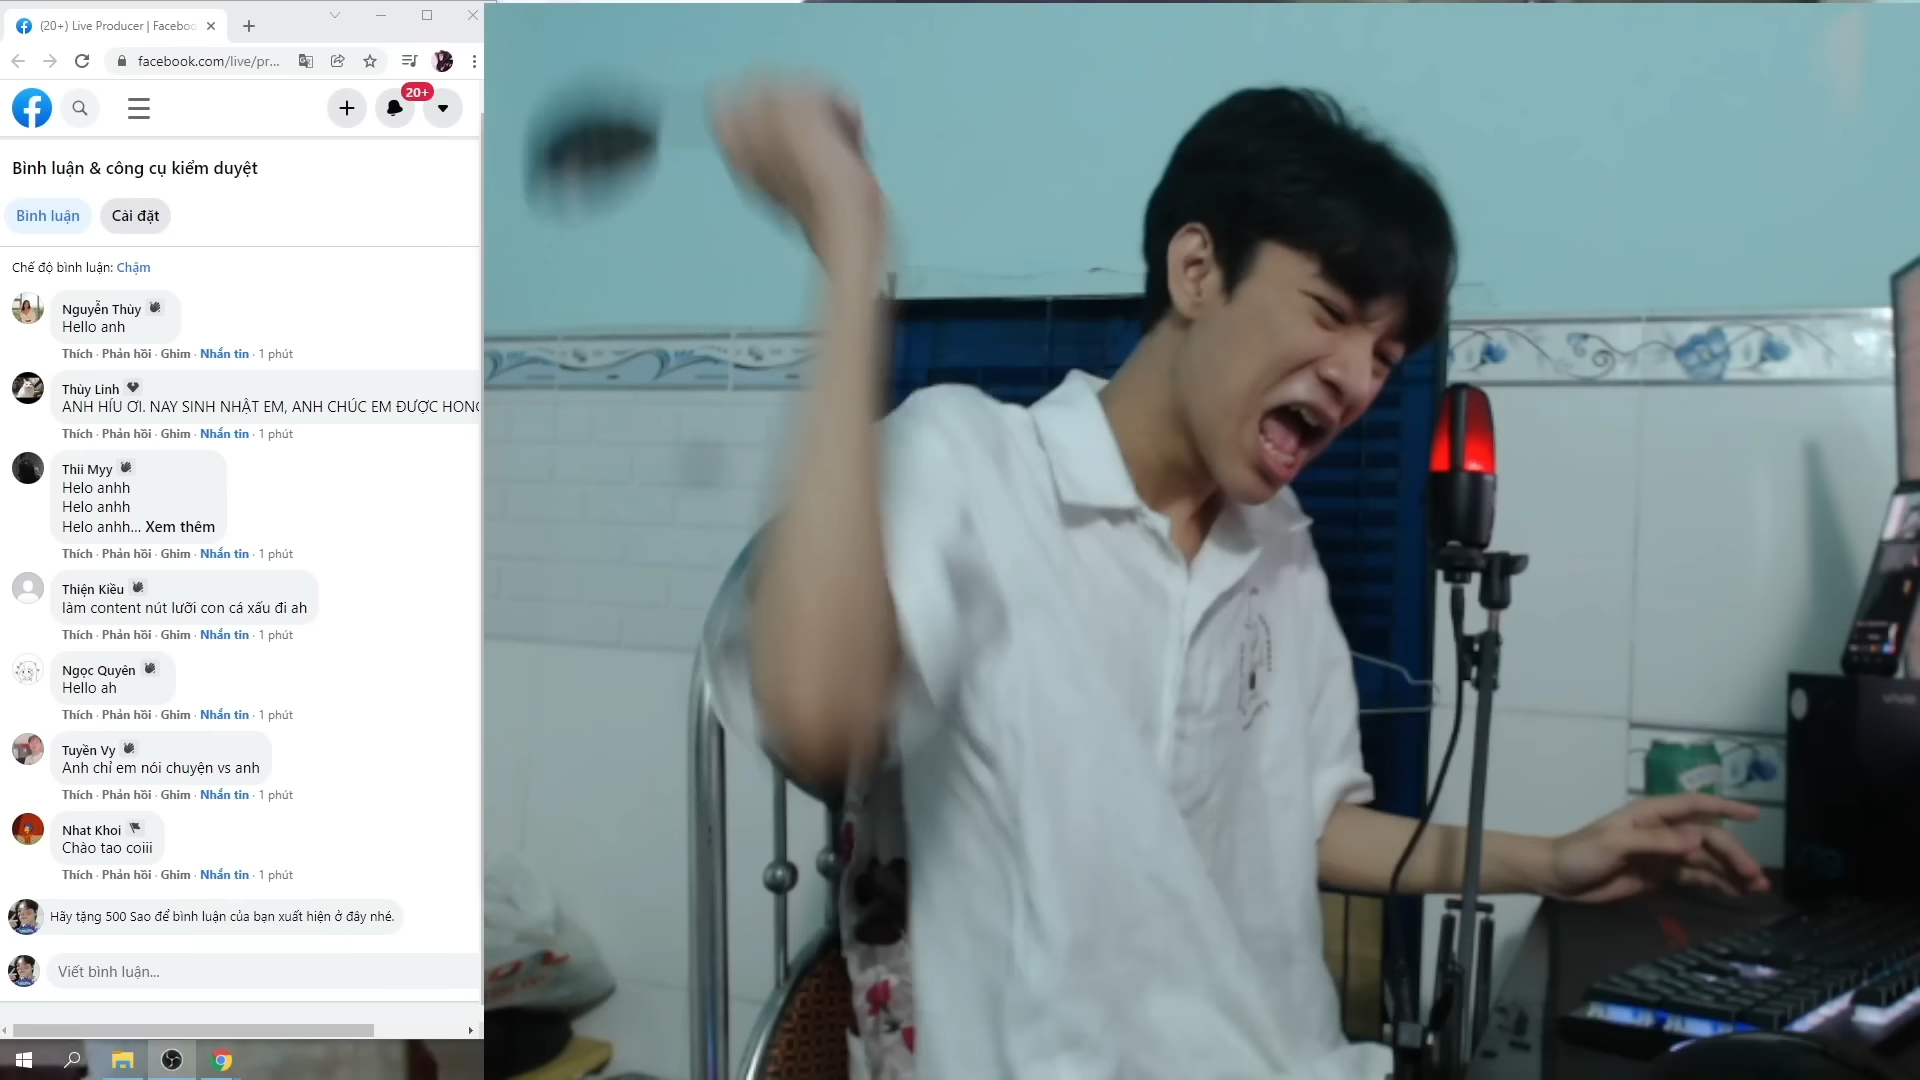 (20+) Live Producer | Facebo
facebook.com/live/pr...
20+
Bình luận & công cụ kiểm duyệt
Bình luận
Cài đặt
Chế độ bình luận: Chậm
Nguyễn Thùy
Hello anh
Thích · Phản hồi · Ghim · Nhắn tin · 1 phút
Thùy Linh
ANH HÍU ƠI. NAY SINH NHẬT EM, ANH CHÚC EM ĐƯỢC HONG
Thích · Phản hồi · Ghim · Nhắn tin · 1 phút
Thii Myy
Helo anhh
Helo anhh
Helo anhh... Xem thêm
Thích · Phản hồi · Ghim · Nhắn tin · 1 phút
Thiện Kiều
làm content nút lưỡi con cá xấu đi ah
Thích · Phản hồi · Ghim · Nhắn tin · 1 phút
Ngọc Quyên
Hello ah
Thích · Phản hồi · Ghim · Nhắn tin · 1 phút
Tuyền Vy
Anh chỉ em nói chuyện vs anh
Thích · Phản hồi · Ghim · Nhắn tin · 1 phút
Nhat Khoi
Chào tao coiii
Thích · Phản hồi · Ghim · Nhắn tin · 1 phút
Hãy tặng 500 Sao để bình luận của bạn xuất hiện ở đây nhé.
Viết bình luận...